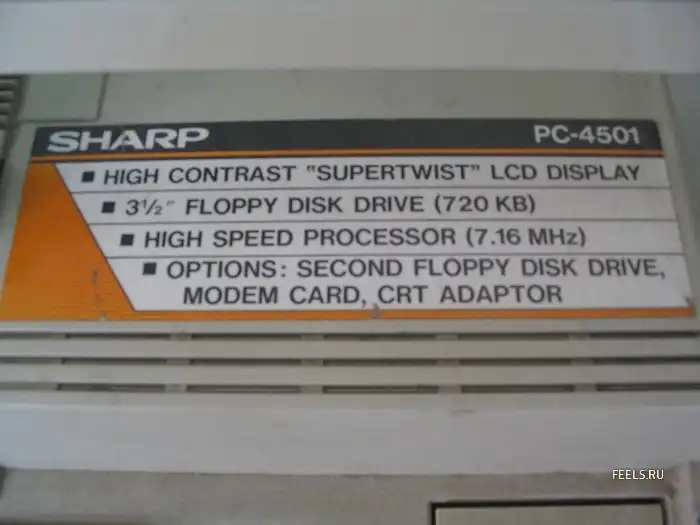 SHARP PC-4501
■ HIGH CONTRAST "SUPERTWIST" LCD DISPLAY
■ 3½" FLOPPY DISK DRIVE (720 KB)
■ HIGH SPEED PROCESSOR (7.16 MHz)
■ OPTIONS: SECOND FLOPPY DISK DRIVE,
MODEM CARD, CRT ADAPTOR
FEELS.RU